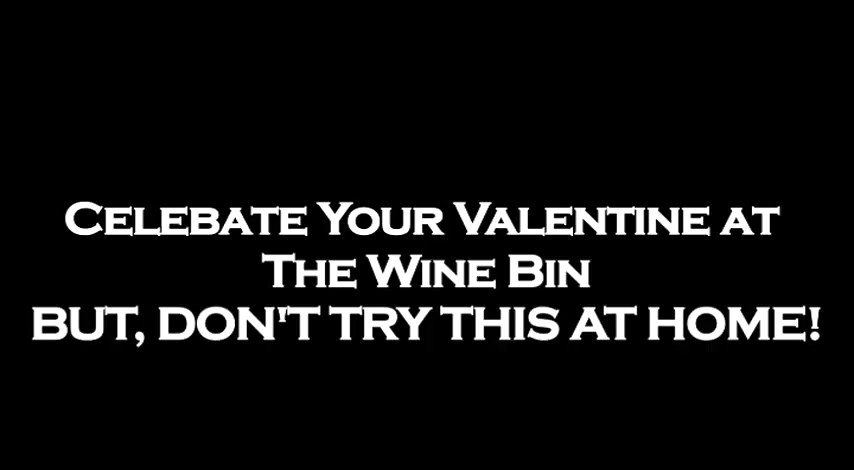 Celebate Your Valentine at
The Wine Bin
BUT, DON'T TRY THIS AT HOME!